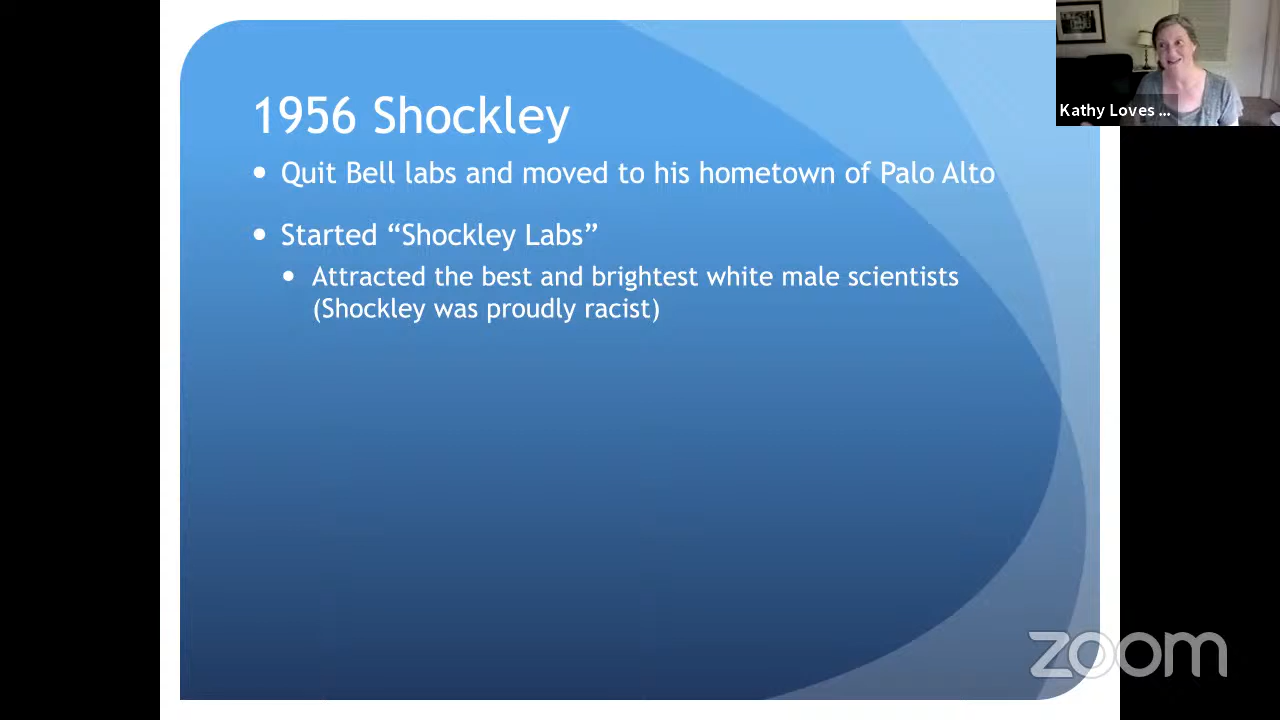 1956 Shockley
Quit Bell labs and moved to his hometown of Palo Alto
Started “Shockley Labs”
Attracted the best and brightest white male scientists
(Shockley was proudly racist)
Kathy Loves ...
zoom